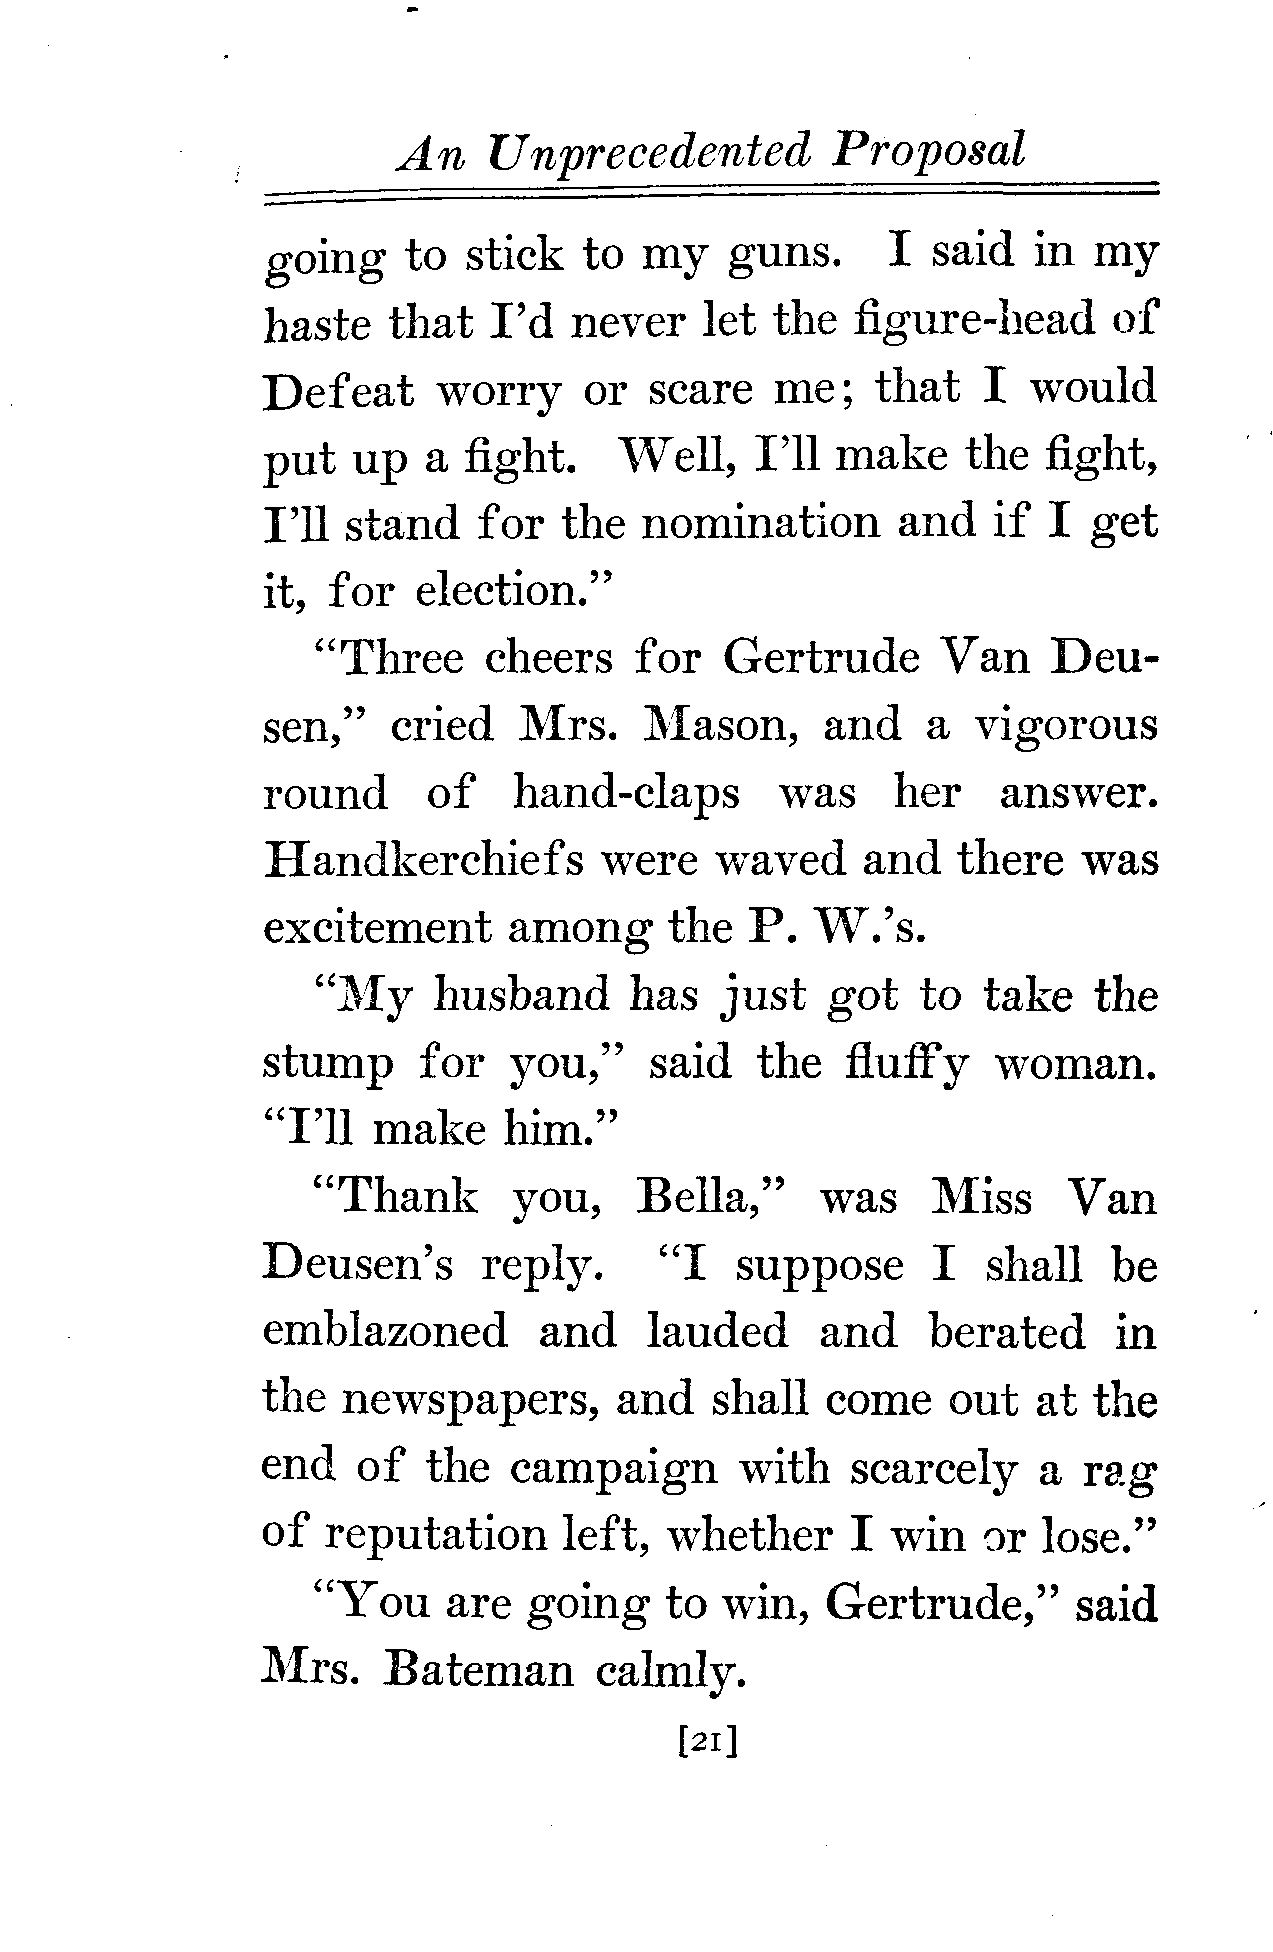 An Unprecedented Proposal
going to stick to my guns. I said in my
haste that I'd never let the figure-head of
Defeat worry or scare me; that I would
put up a fight. Well, I'll make the fight,
I'll stand for the nomination and if I get
it, for election."
"Three cheers for Gertrude Van Deu-
sen," cried Mrs. Mason, and a vigorous
round of hand-claps was her answer.
Handkerchiefs were waved and there was
excitement among the P. W.'s.
"My husband has just got to take the
stump for you," said the fluffy woman.
"I'll make him."
"Thank you, Bella," was Miss Van
Deusen's reply. "I suppose I shall be
emblazoned and lauded and berated in
the newspapers, and shall come out at the
end of the campaign with scarcely a rag
of reputation left, whether I win or lose."
"You are going to win, Gertrude," said
Mrs. Bateman calmly.
[21]